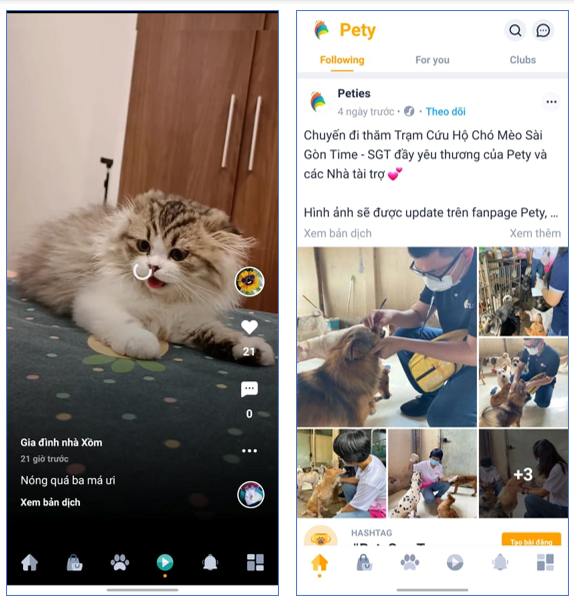 21
0
Gia đình nhà Xồm
21 giờ trước
Nóng quá ba má ưi
Xem bản dịch
Pety
Following
For you
Clubs
Peties
4 ngày trước • • Theo dõi
Chuyến đi thăm Trạm Cứu Hộ Chó Mèo Sài
Gòn Time - SGT đầy yêu thương của Pety và
các Nhà tài trợ 💕
Hình ảnh sẽ được update trên fanpage Pety, ...
Xem bản dịch
Xem thêm
+3
HASHTAG
Tạo bài đăng